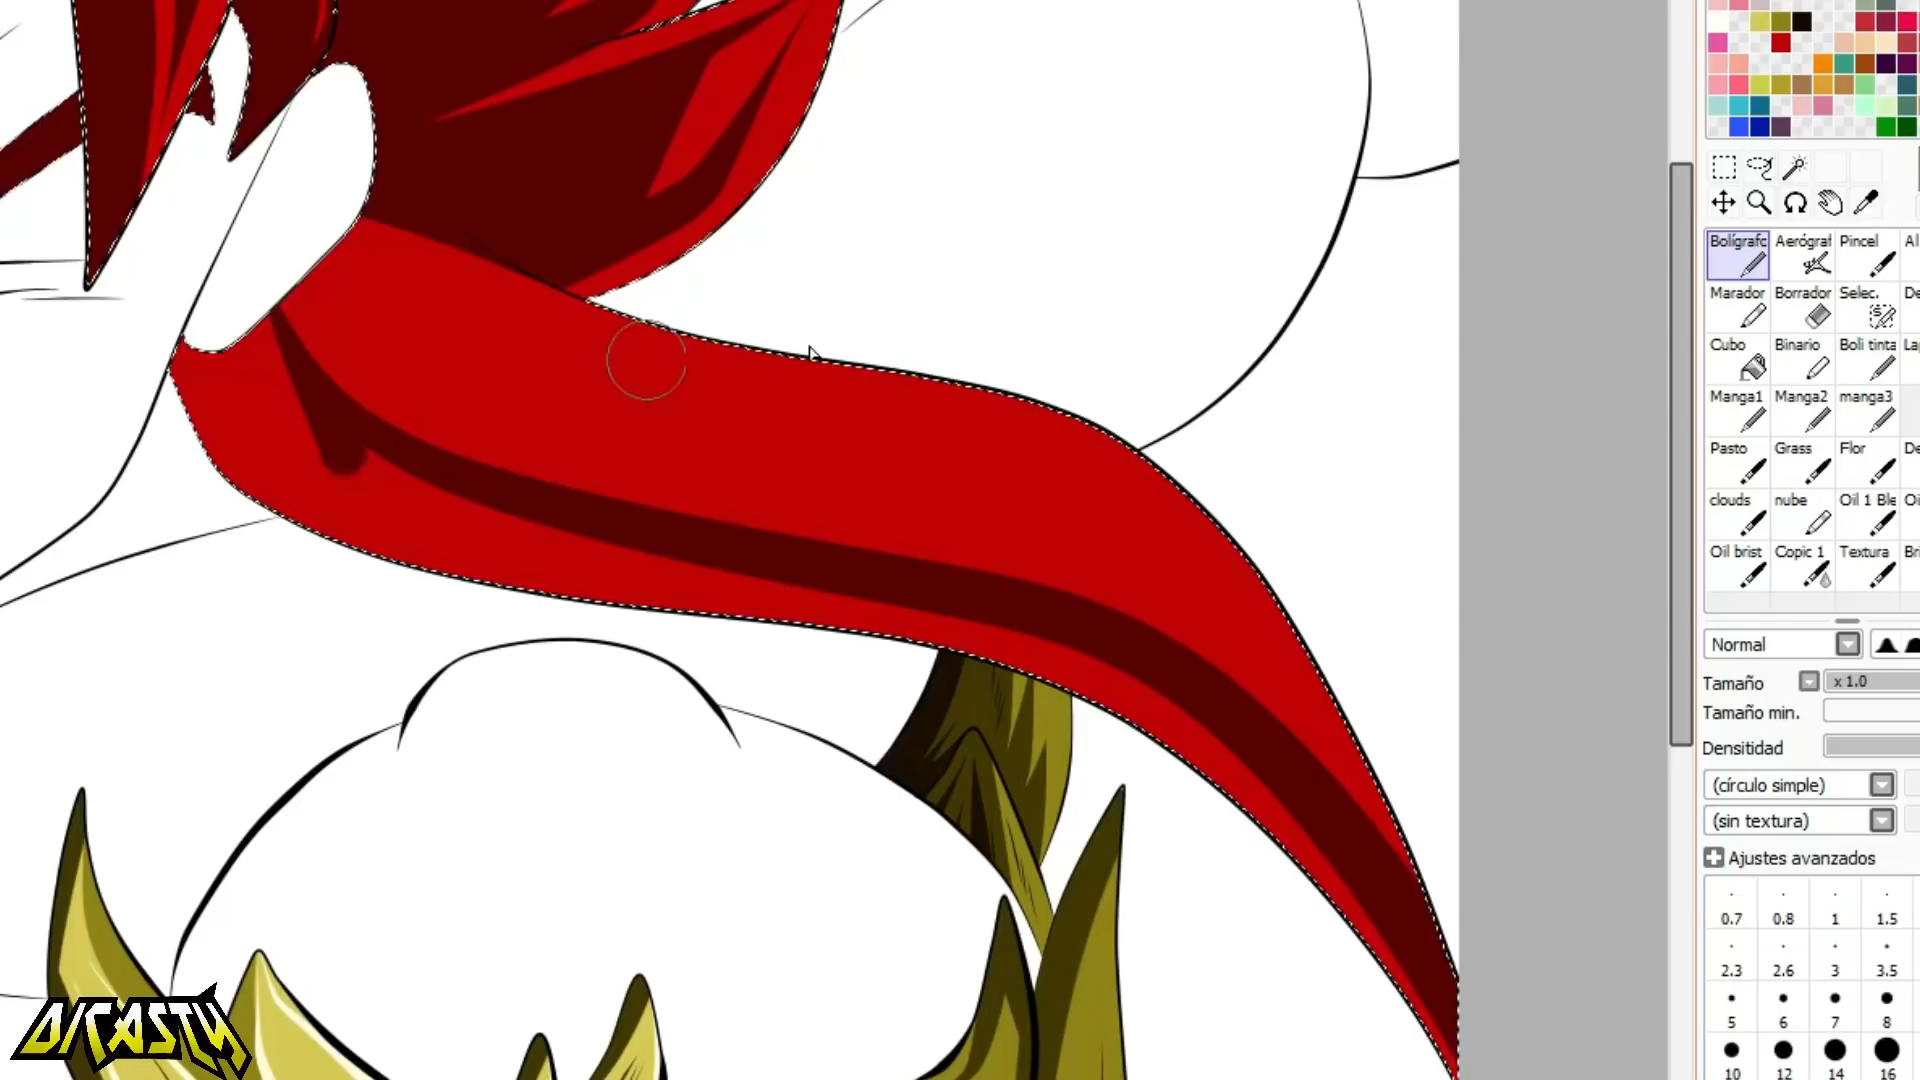 Bolígrafc Aerógraf Pincel Al
Marador Borrador Selec. De
Cubo Binario Boli tinta La
Manga1 Manga2 manga3
Pasto Grass Flor De
clouds nube Oil 1 Ble Oi
Oil brist Copic 1 Textura Bri
Normal
Tamaño x 1.0
Tamaño min.
Densitidad
(círculo simple)
(sin textura)
Ajustes avanzados
0.7 0.8 1 1.5
2.3 2.6 3 3.5
5 6 7 8
10 12 14 16
DICASTY